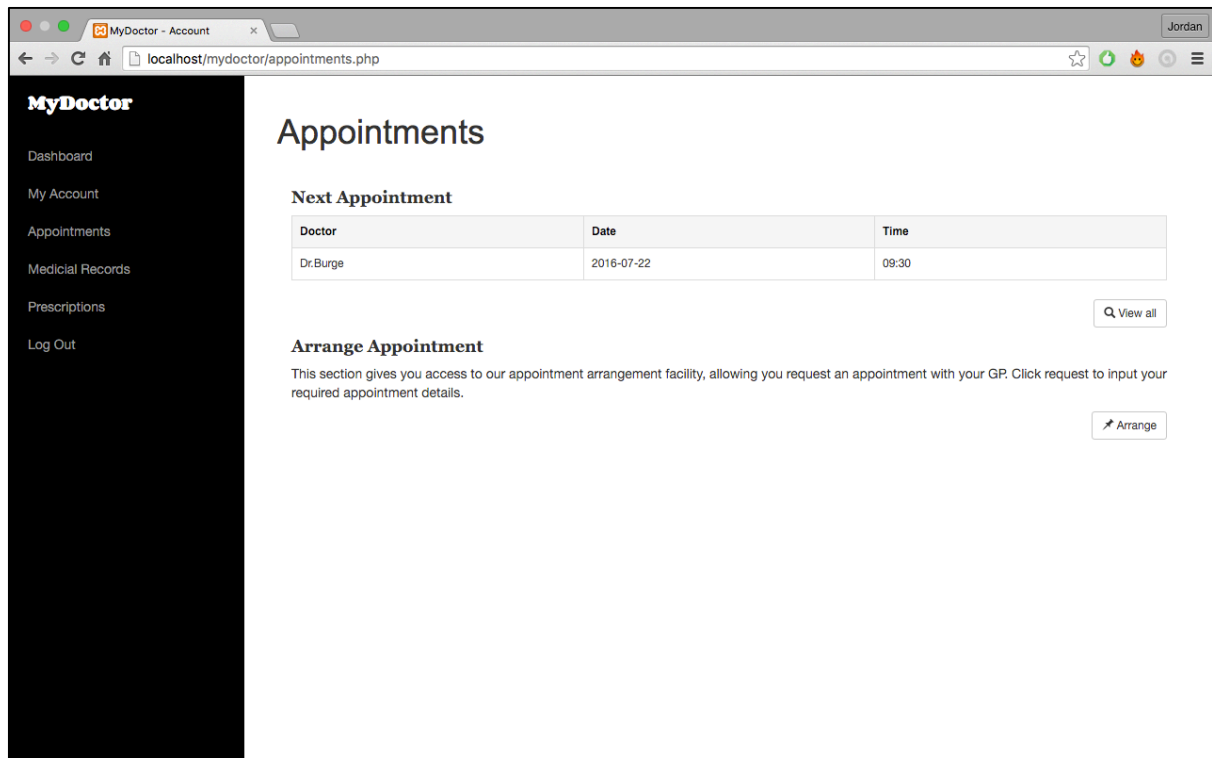 MyDoctor - Account
Jordan
localhost/mydoctor/appointments.php
MyDoctor
Dashboard
My Account
Appointments
Medicial Records
Prescriptions
Log Out
Appointments
Next Appointment
Doctor Date Time
Dr.Burge 2016-07-22 09:30
View all
Arrange Appointment
This section gives you access to our appointment arrangement facility, allowing you request an appointment with your GP. Click request to input your
required appointment details.
Arrange